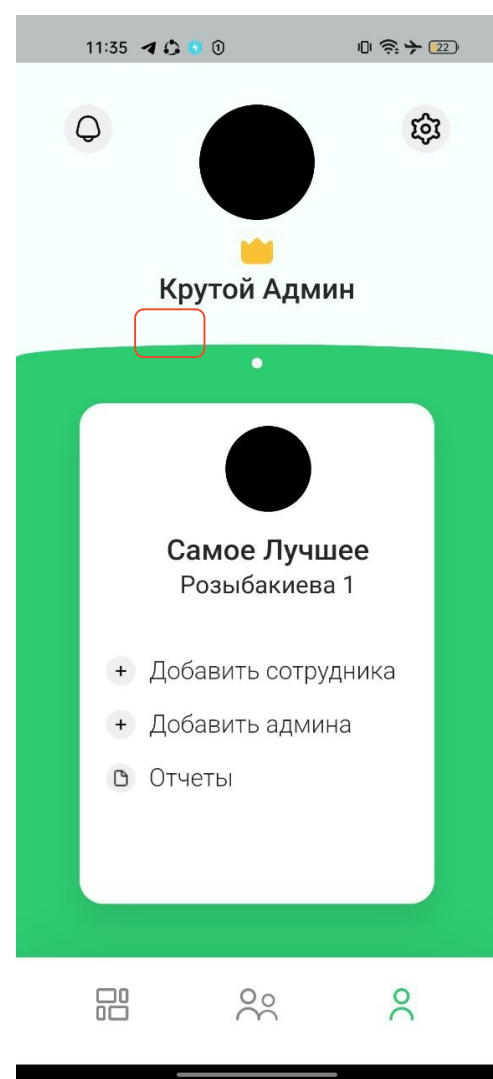 11:35
22
Крутой Админ
Самое Лучшее
Розыбакиева 1
Добавить сотрудника
Добавить админа
Отчеты